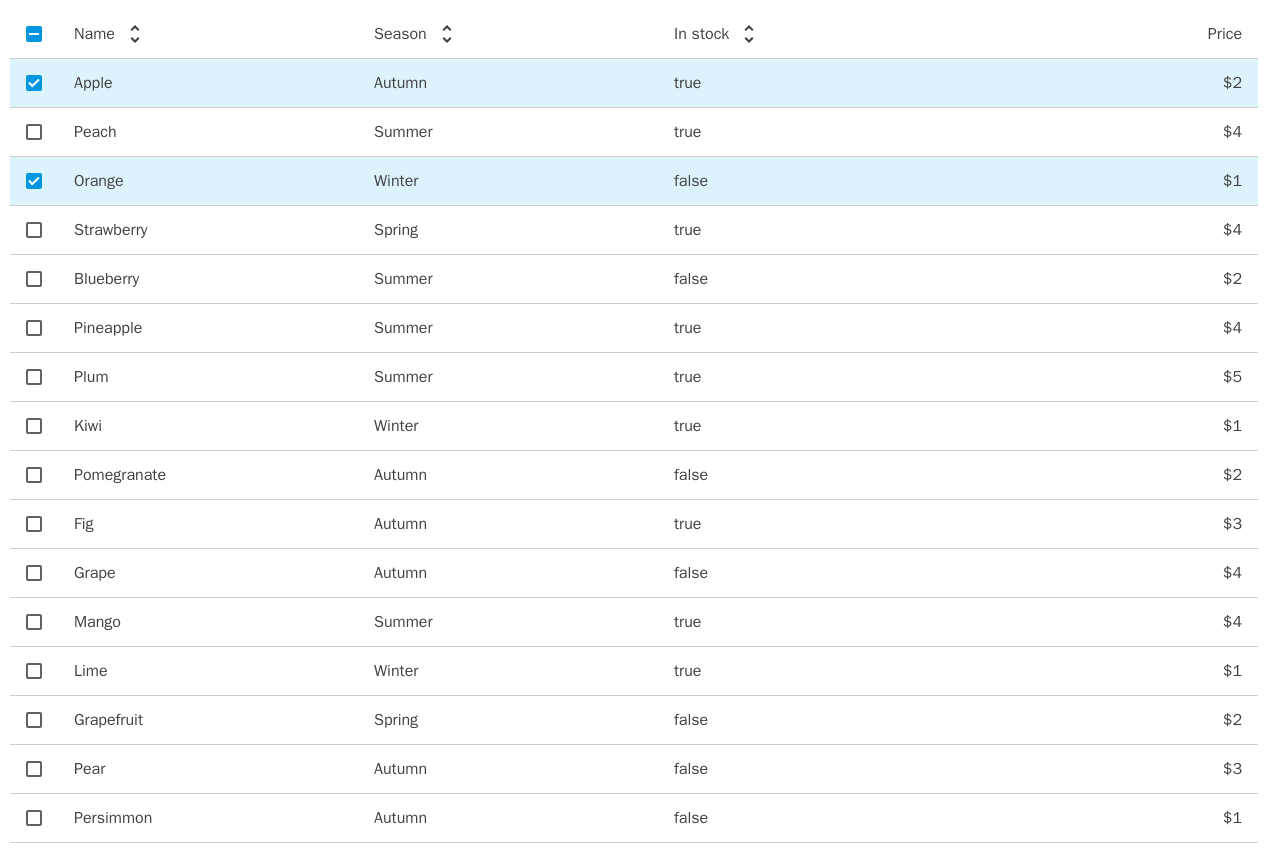 Name Season In stock Price
Apple Autumn true $2
Peach Summer true $4
Orange Winter false $1
Strawberry Spring true $4
Blueberry Summer false $2
Pineapple Summer true $4
Plum Summer true $5
Kiwi Winter true $1
Pomegranate Autumn false $2
Fig Autumn true $3
Grape Autumn false $4
Mango Summer true $4
Lime Winter true $1
Grapefruit Spring false $2
Pear Autumn false $3
Persimmon Autumn false $1